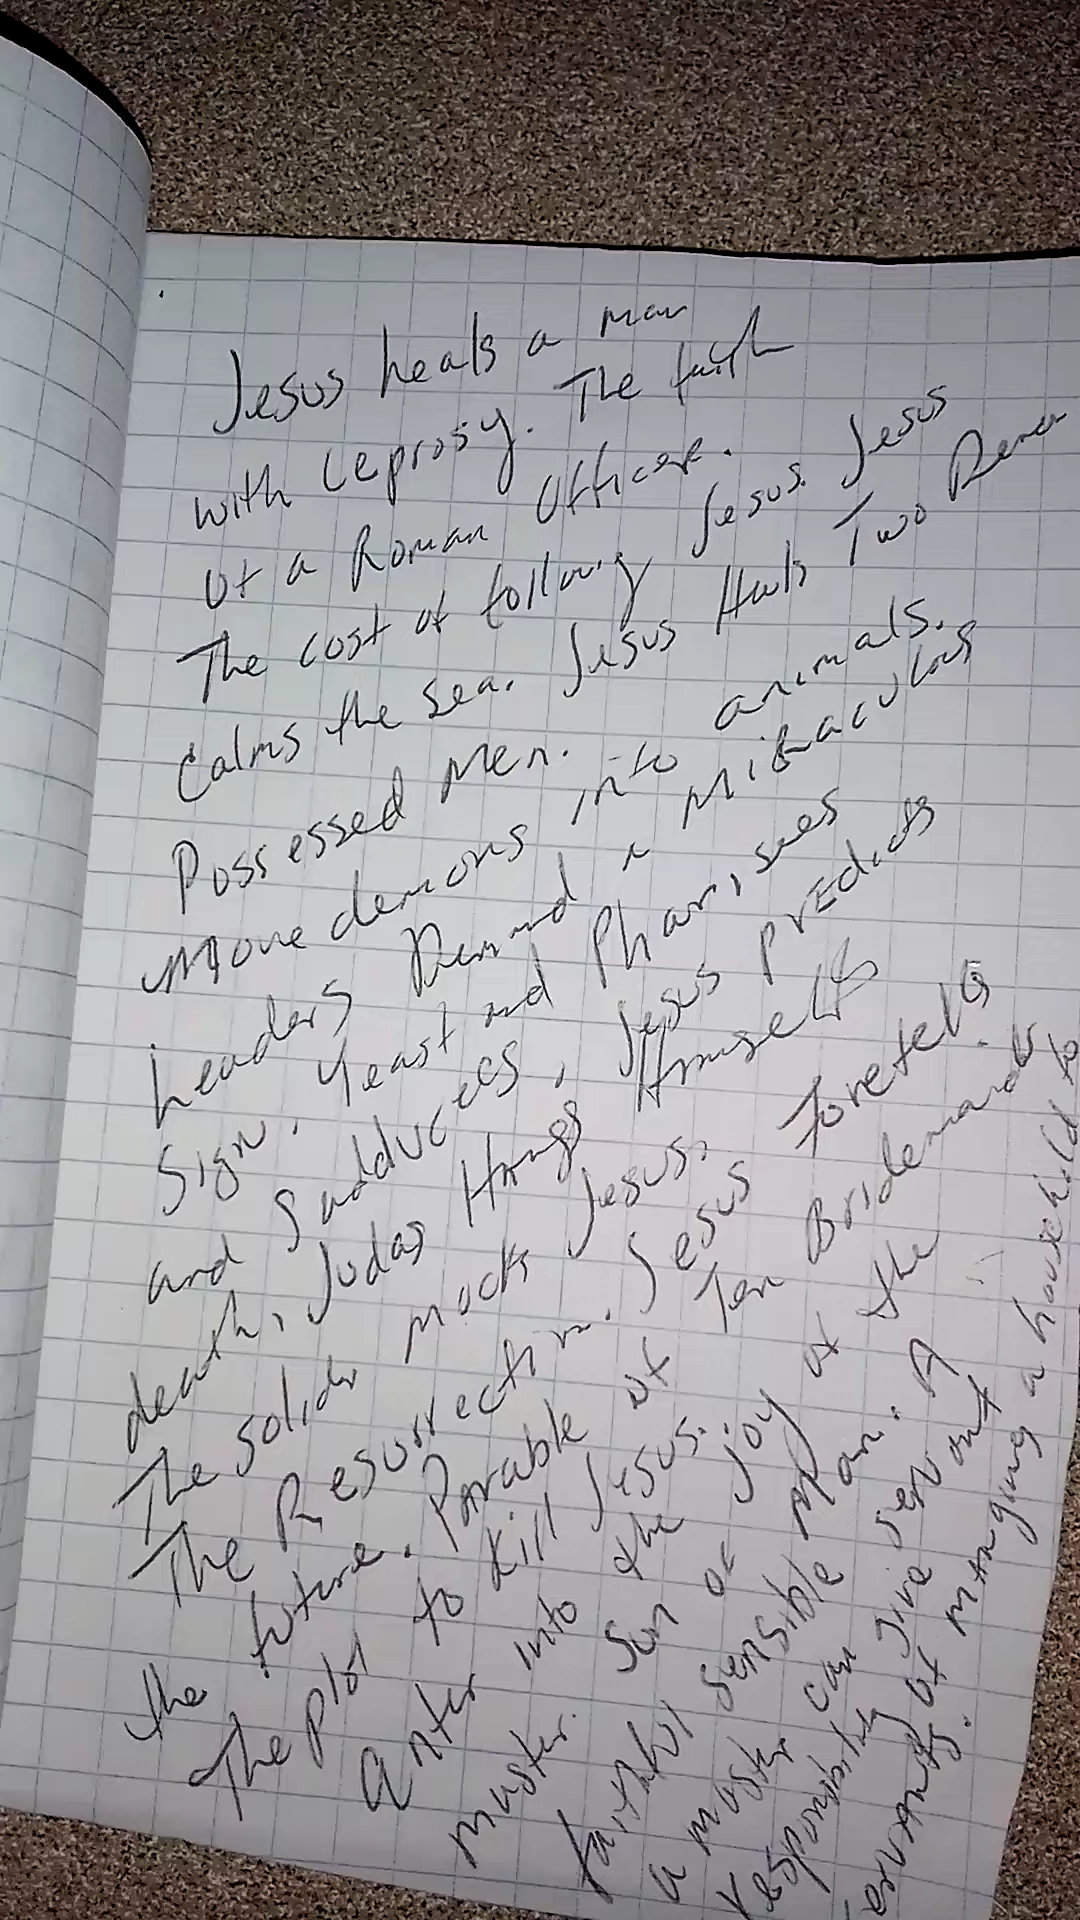 Jesus heals a man
with leprosy. The faith
of a Roman Officer.
The cost of following Jesus. Jesus
Calms the sea. Jesus Heals Two Demon
Possessed Men.
Move demons into animals.
Leaders Demand a Miraculous
Sign. Yeast and Pharisees
and Sadducees, Jesus PrEdicts
death, Judas Hangs Himself
The solidr mock Jesus.
The Resurrection. Jesus Foretells
the future. Parable of Ten Bridemaids
The Plot to Kill Jesus.
Anter into the joy of the
master. Son of Man. A
faithful sensible servant
a master can give
responsibility of managing a household to
servants.